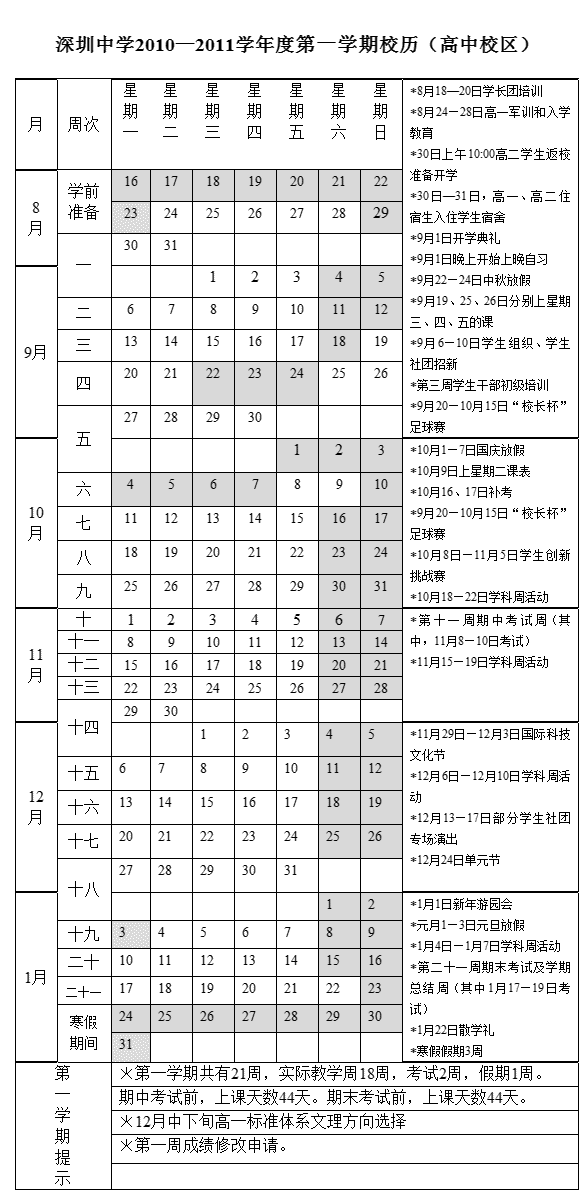 深圳中学2010—2011学年度第一学期校历（高中校区）
月 周次 星期一 星期二 星期三 星期四 星期五 星期六 星期日
8月
学前准备 16 17 18 19 20 21 22
23 24 25 26 27 28 29
一 30 31
9月
1 2 3 4 5
二 6 7 8 9 10 11 12
三 13 14 15 16 17 18 19
四 20 21 22 23 24 25 26
五 27 28 29 30
10月
1 2 3
六 4 5 6 7 8 9 10
七 11 12 13 14 15 16 17
八 18 19 20 21 22 23 24
九 25 26 27 28 29 30 31
11月
十 1 2 3 4 5 6 7
十一 8 9 10 11 12 13 14
十二 15 16 17 18 19 20 21
十三 22 23 24 25 26 27 28
十四 29 30
12月
1 2 3 4 5
十五 6 7 8 9 10 11 12
十六 13 14 15 16 17 18 19
十七 20 21 22 23 24 25 26
十八 27 28 29 30 31
1月
1 2
十九 3 4 5 6 7 8 9
二十 10 11 12 13 14 15 16
二十一 17 18 19 20 21 22 23
寒假期间 24 25 26 27 28 29 30
31
*8月18—20日学长团培训
*8月24－28日高一军训和入学
教育
*30日上午10:00高二学生返校
准备开学
*30日—31日，高一、高二住
宿生入住学生宿舍
*9月1日开学典礼
*9月1日晚上开始上晚自习
*9月22－24日中秋放假
*9月19、25、26日分别上星期
三、四、五的课
*9月6－10日学生组织、学生
社团招新
*第三周学生干部初级培训
*9月20－10月15日“校长杯”
足球赛
*10月1－7日国庆放假
*10月9日上星期二课表
*10月16、17日补考
*9月20－10月15日“校长杯”
足球赛
*10月8日－11月5日学生创新
挑战赛
*10月18－22日学科周活动
*第十一周期中考试周（其
中，11月8－10日考试）
*11月15－19日学科周活动
*11月29日－12月3日国际科技
文化节
*12月6日－12月10日学科周活
动
*12月13－17日部分学生社团
专场演出
*12月24日单元节
*1月1日新年游园会
*元月1－3日元旦放假
*1月4日－1月7日学科周活动
*第二十一周期末考试及学期
总结周（其中1月17－19日考
试）
*1月22日散学礼
*寒假假期3周
第一学期提示
＊第一学期共有21周，实际教学周18周，考试2周，假期1周。
期中考试前，上课天数44天。期末考试前，上课天数44天。
＊12月中下旬高一标准体系文理方向选择
＊第一周成绩修改申请。